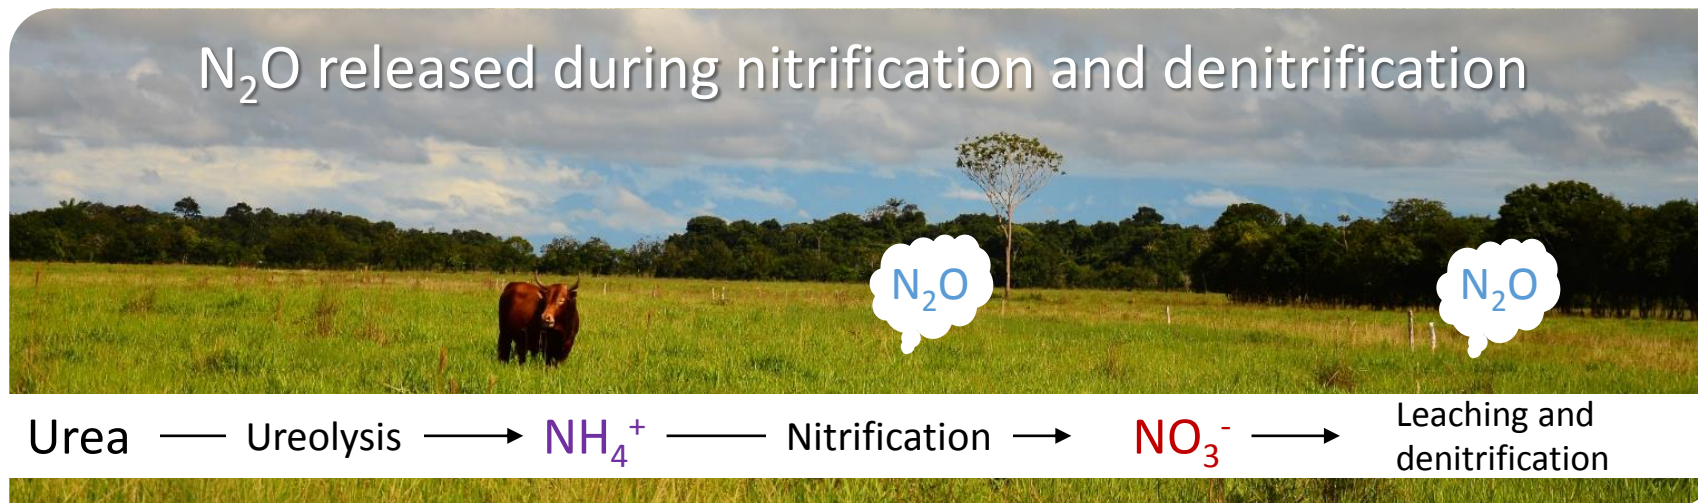 N₂O released during nitrification and denitrification
N₂O
N₂O
Urea Ureolysis NH₄⁺ Nitrification NO₃⁻ Leaching and
denitrification